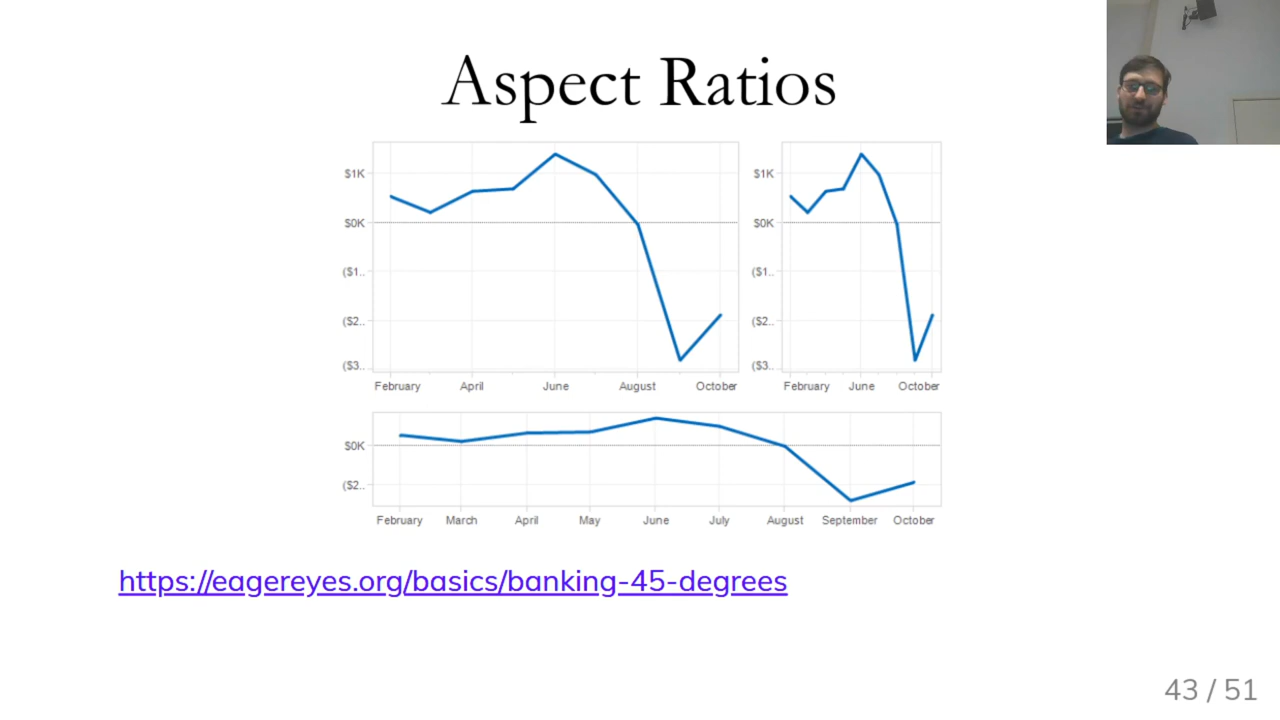 Aspect Ratios
$1K
$0K
($1..
($2..
($3..
February April June August October
$1K
$0K
($1..
($2..
($3..
February June October
$0K
($2..
February March April May June July August September October
https://eagereyes.org/basics/banking-45-degrees
43 / 51